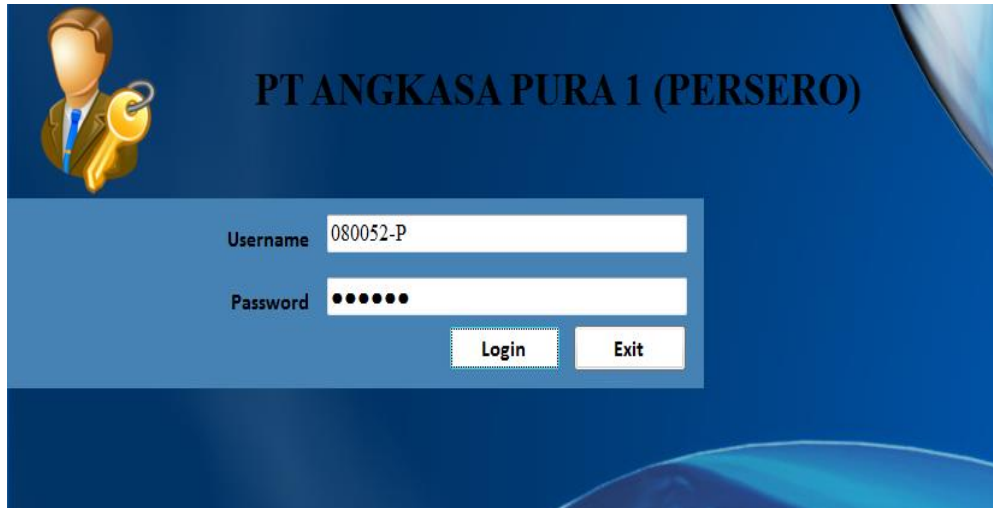 PT ANGKASA PURA 1 (PERSERO)
Username 080052-P
Password ●●●●●●
Login Exit